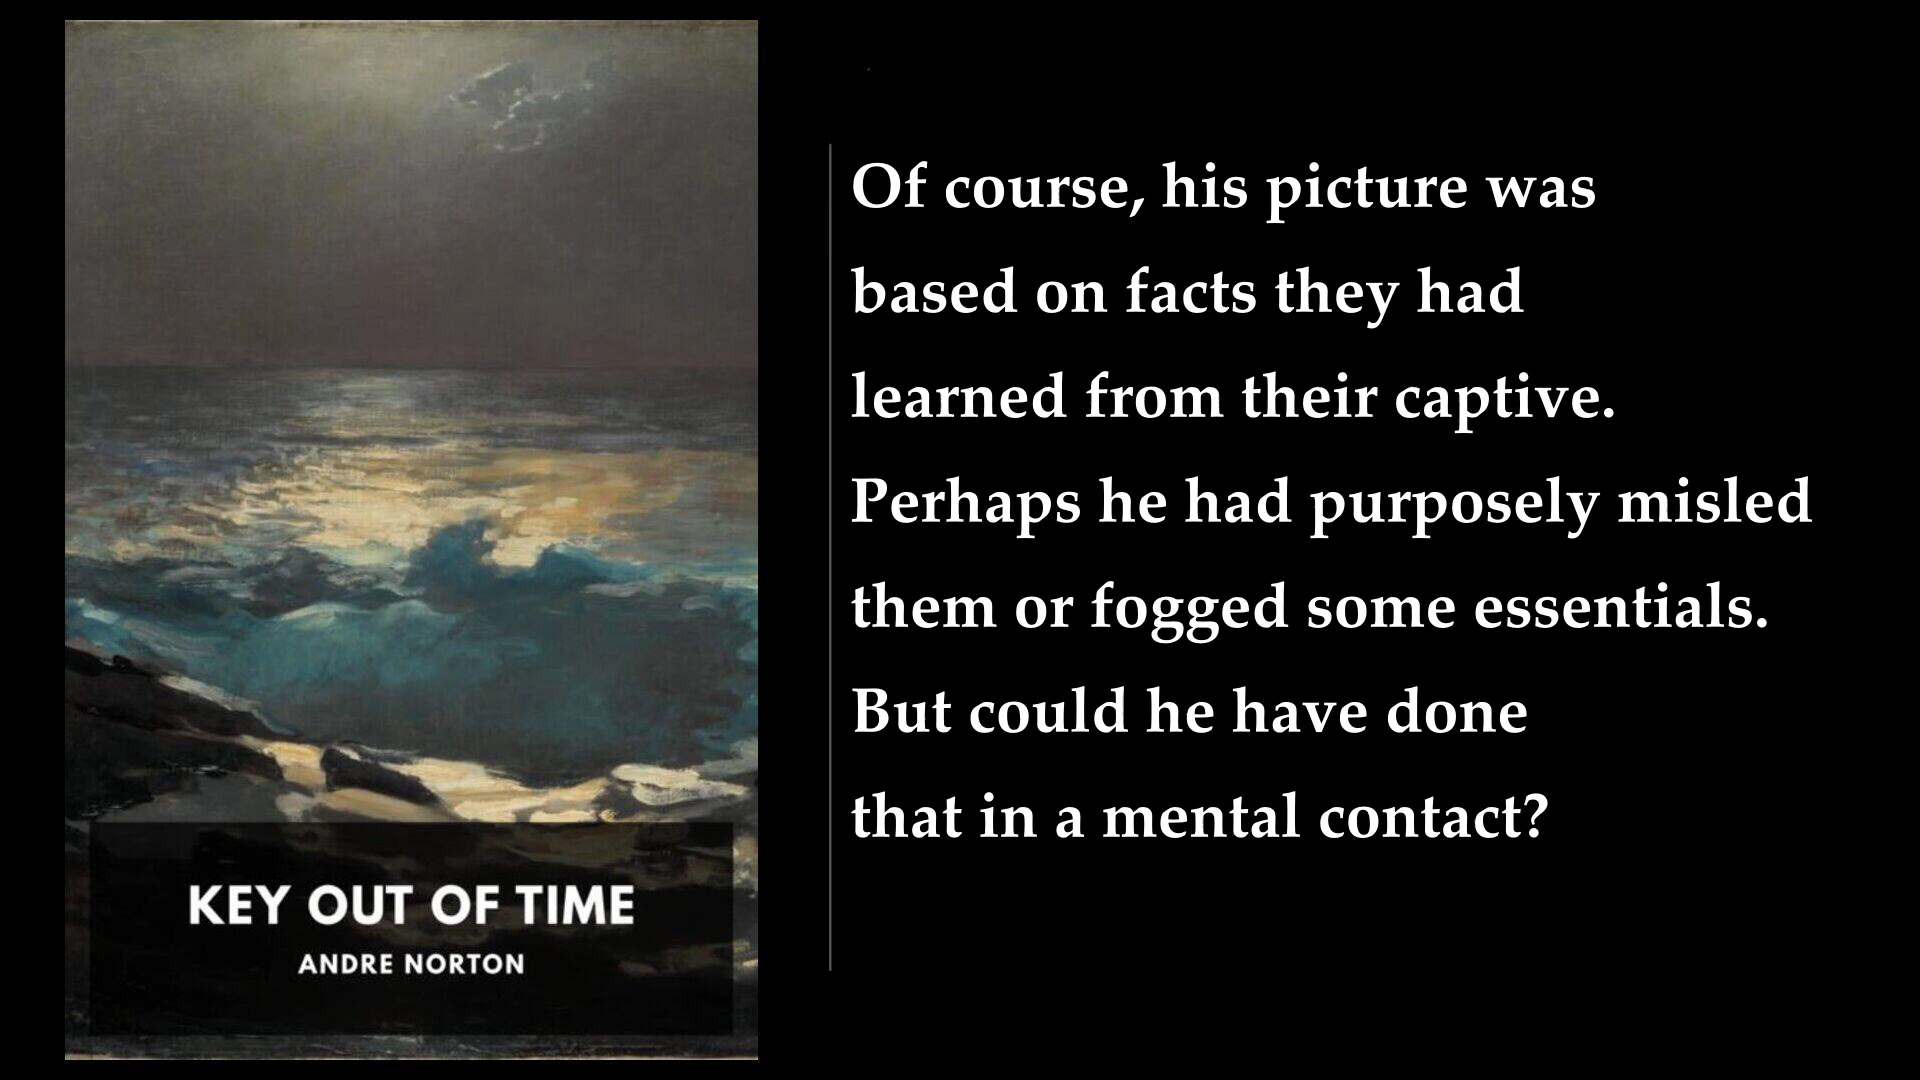 KEY OUT OF TIME
ANDRE NORTON
Of course, his picture was
based on facts they had
learned from their captive.
Perhaps he had purposely misled
them or fogged some essentials.
But could he have done
that in a mental contact?